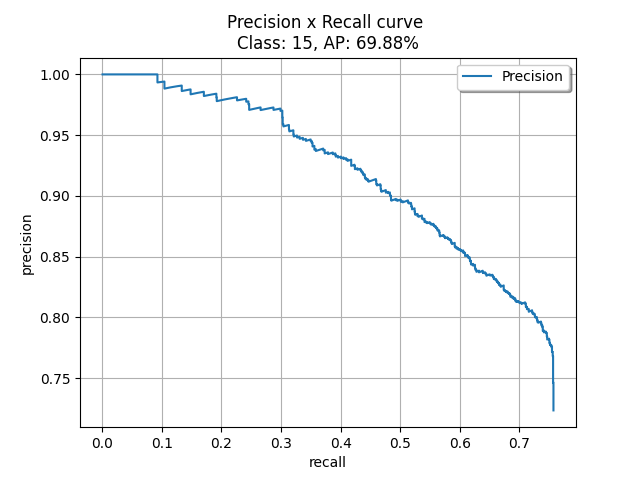 Precision x Recall curve
Class: 15, AP: 69.88%
Precision
1.00
0.95
0.90
0.85
0.80
0.75
precision
0.0 0.1 0.2 0.3 0.4 0.5 0.6 0.7
recall